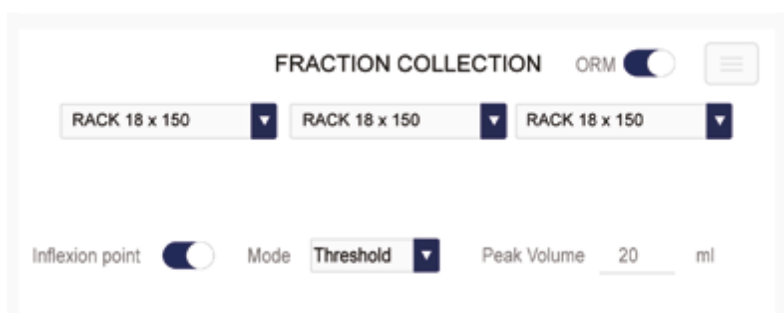 FRACTION COLLECTION ORM
RACK 18 x 150 RACK 18 x 150 RACK 18 x 150
Inflexion point Mode Threshold Peak Volume 20 ml